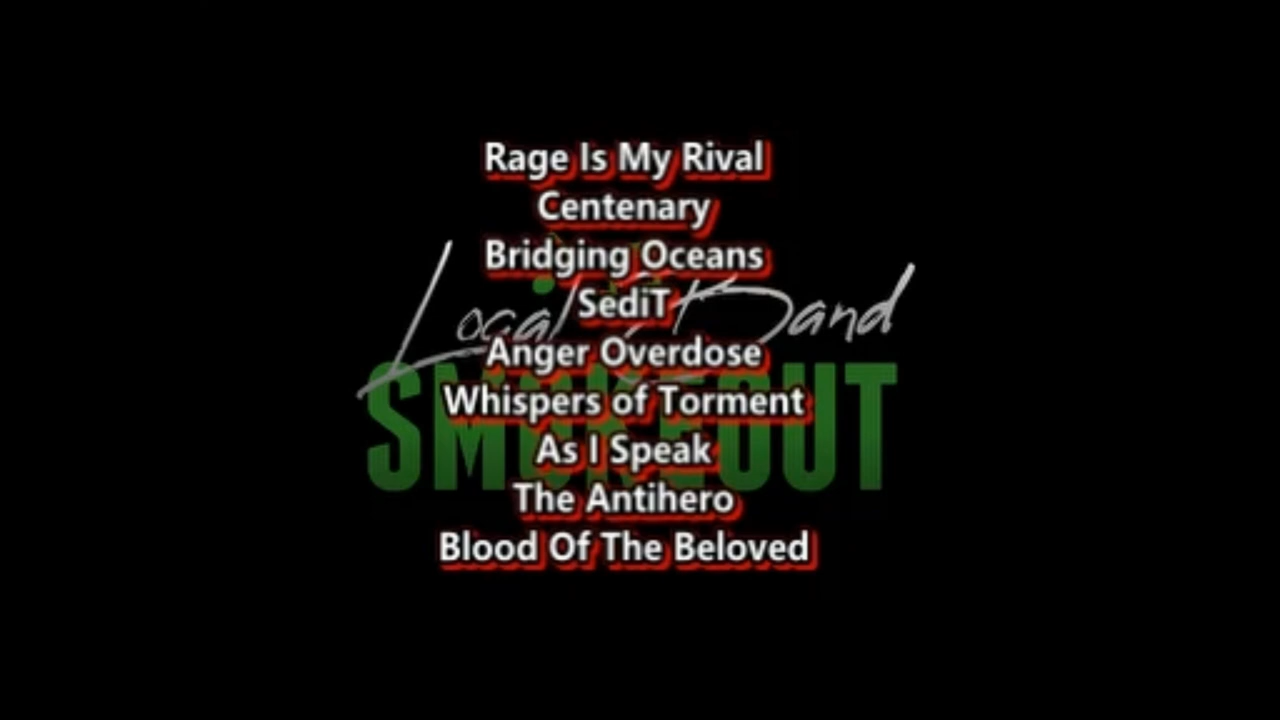 Rage Is My Rival
Centenary
Bridging Oceans
SediT
Anger Overdose
Whispers of Torment
As I Speak
The Antihero
Blood Of The Beloved
Local Band
SMOKEOUT